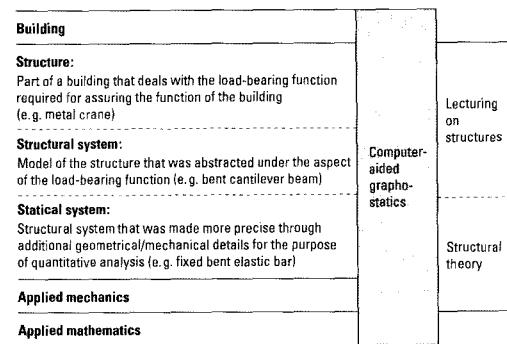 Building
Structure:
Part of a building that deals with the load-bearing function
required for assuring the function of the building
(e.g. metal crane)
Structural system:
Model of the structure that was abstracted under the aspect
of the load-bearing function (e.g. bent cantilever beam)
Statical system:
Structural system that was made more precise through
additional geometrical/mechanical details for the purpose
of quantitative analysis (e.g. fixed bent elastic bar)
Applied mechanics
Applied mathematics
Computer-
aided
grapho-
statics
Lecturing
on
structures
Structural
theory